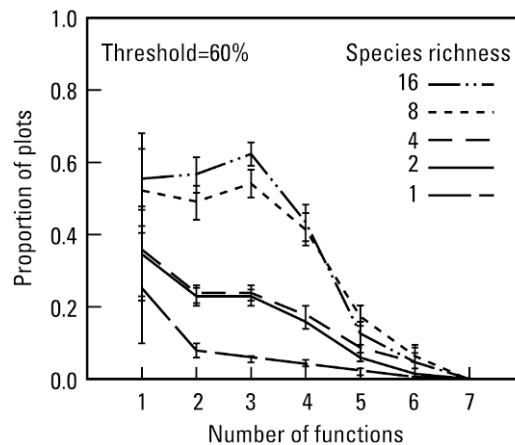 1.0
0.8
0.6
0.4
0.2
0.0
Proportion of plots
Threshold=60%
Species richness
16
8
4
2
1
1 2 3 4 5 6 7
Number of functions